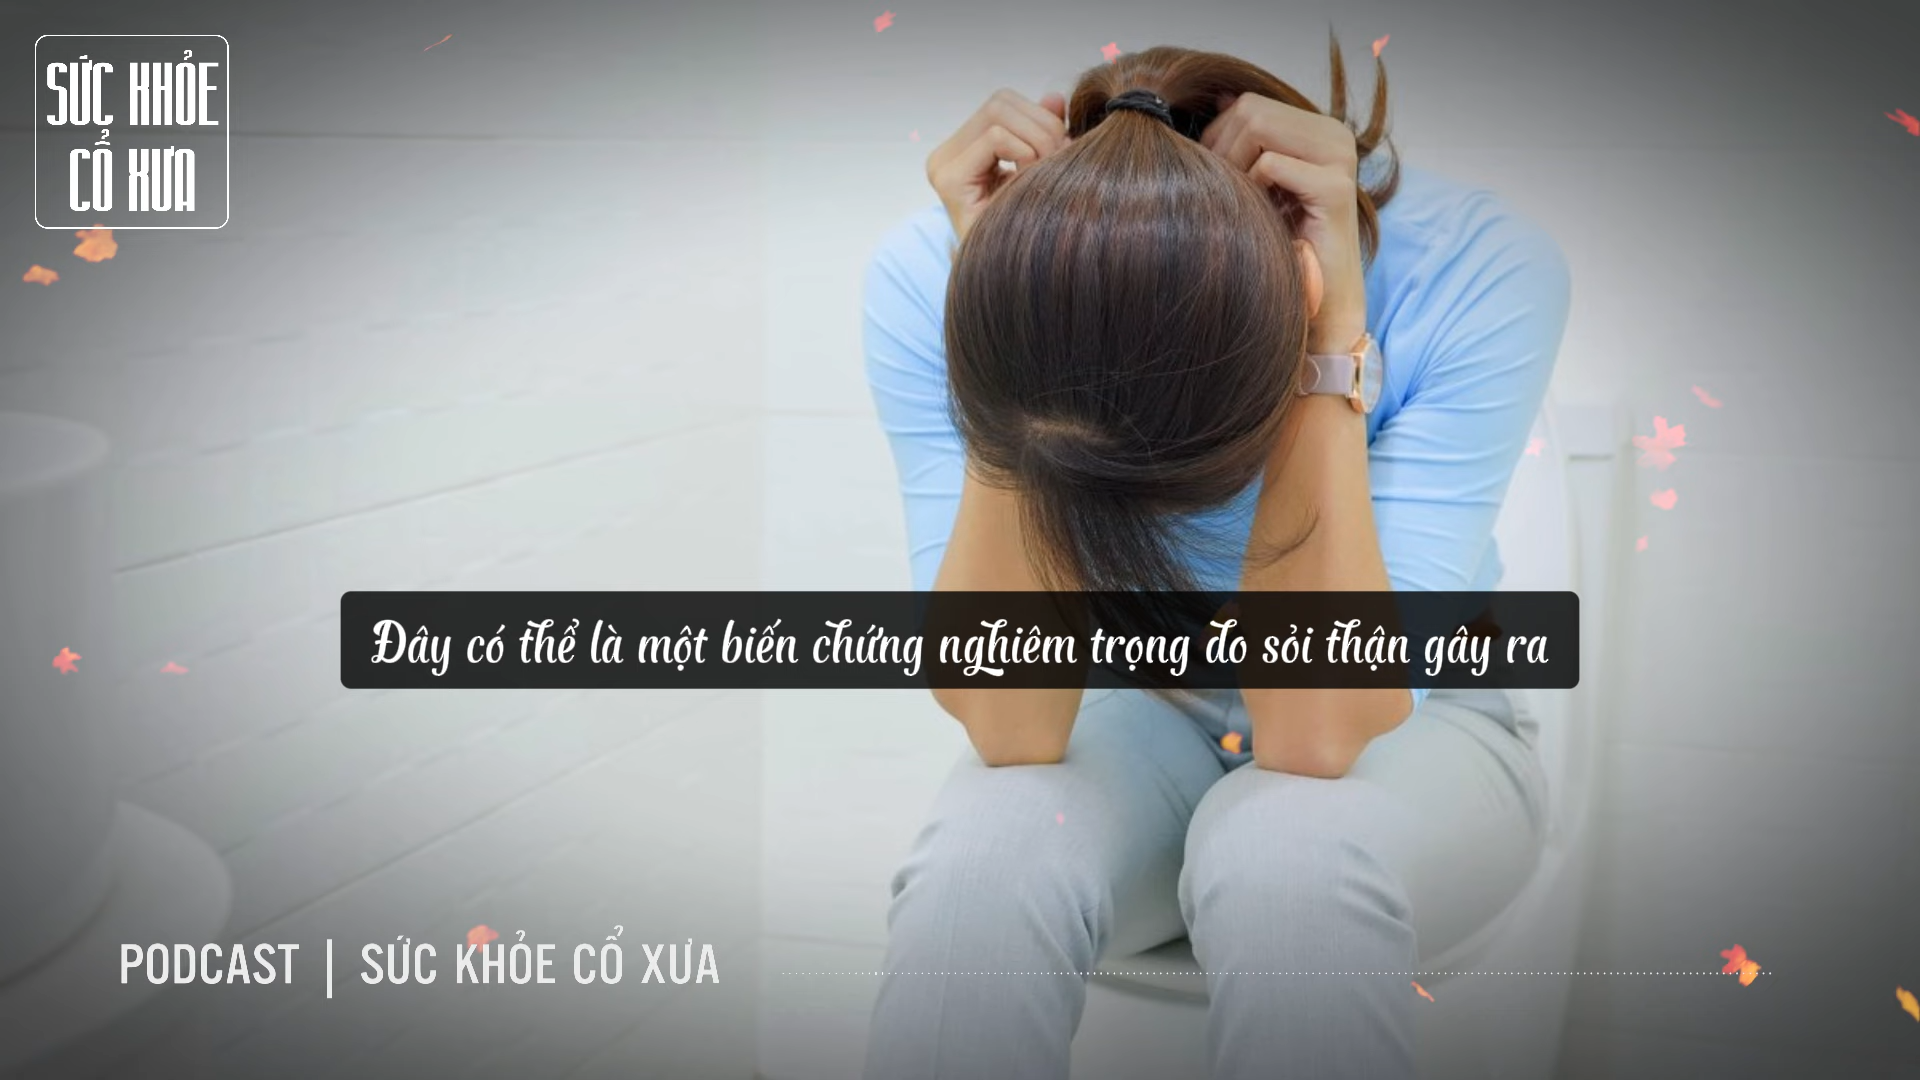 SỨC KHỎE
CỔ XƯA
Đây có thể là một biến chứng nghiêm trọng do sỏi thận gây ra
PODCAST | SỨC KHỎE CỔ XƯA